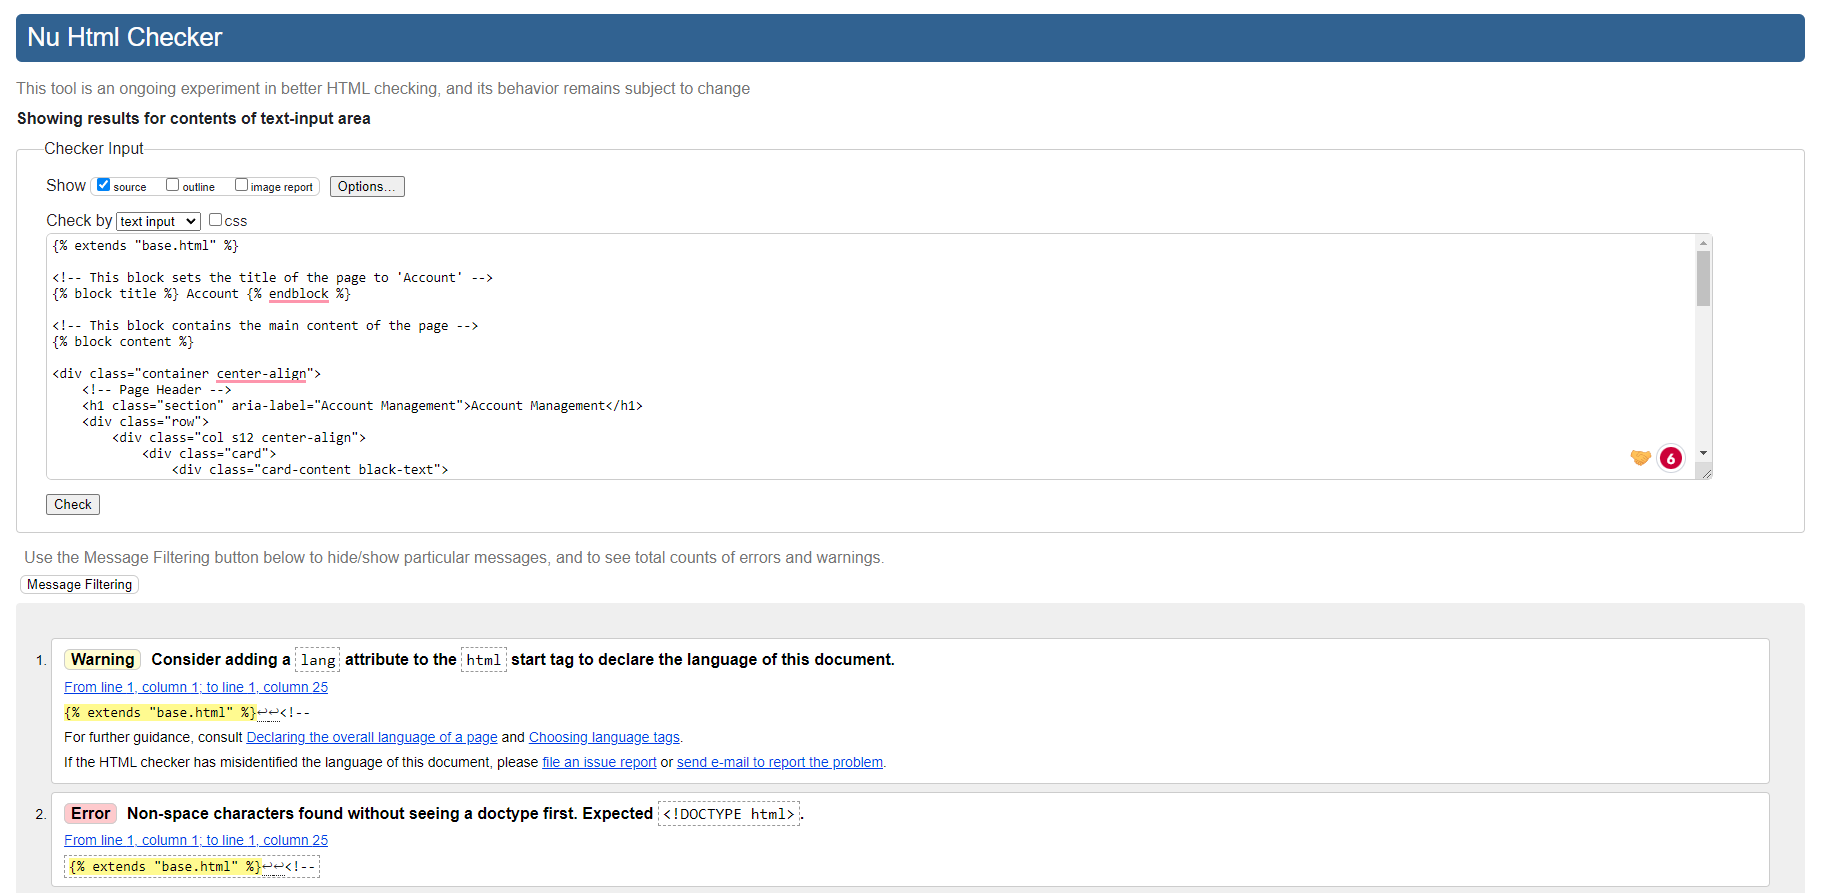 Nu Html Checker
This tool is an ongoing experiment in better HTML checking, and its behavior remains subject to change
Showing results for contents of text-input area
Checker Input
Show source outline image report Options...
Check by text input css
{% extends "base.html" %}
<!-- This block sets the title of the page to 'Account' -->
{% block title %} Account {% endblock %}
<!-- This block contains the main content of the page -->
{% block content %}
<div class="container center-align">
<!-- Page Header -->
<h1 class="section" aria-label="Account Management">Account Management</h1>
<div class="row">
<div class="col s12 center-align">
<div class="card">
<div class="card-content black-text">
6
Check
Use the Message Filtering button below to hide/show particular messages, and to see total counts of errors and warnings.
Message Filtering
1. Warning Consider adding a lang attribute to the html start tag to declare the language of this document.
From line 1, column 1; to line 1, column 25
{% extends "base.html" %}↩↩<!--
For further guidance, consult Declaring the overall language of a page and Choosing language tags.
If the HTML checker has misidentified the language of this document, please file an issue report or send e-mail to report the problem.
2. Error Non-space characters found without seeing a doctype first. Expected <!DOCTYPE html>.
From line 1, column 1; to line 1, column 25
{% extends "base.html" %}↩↩<!--